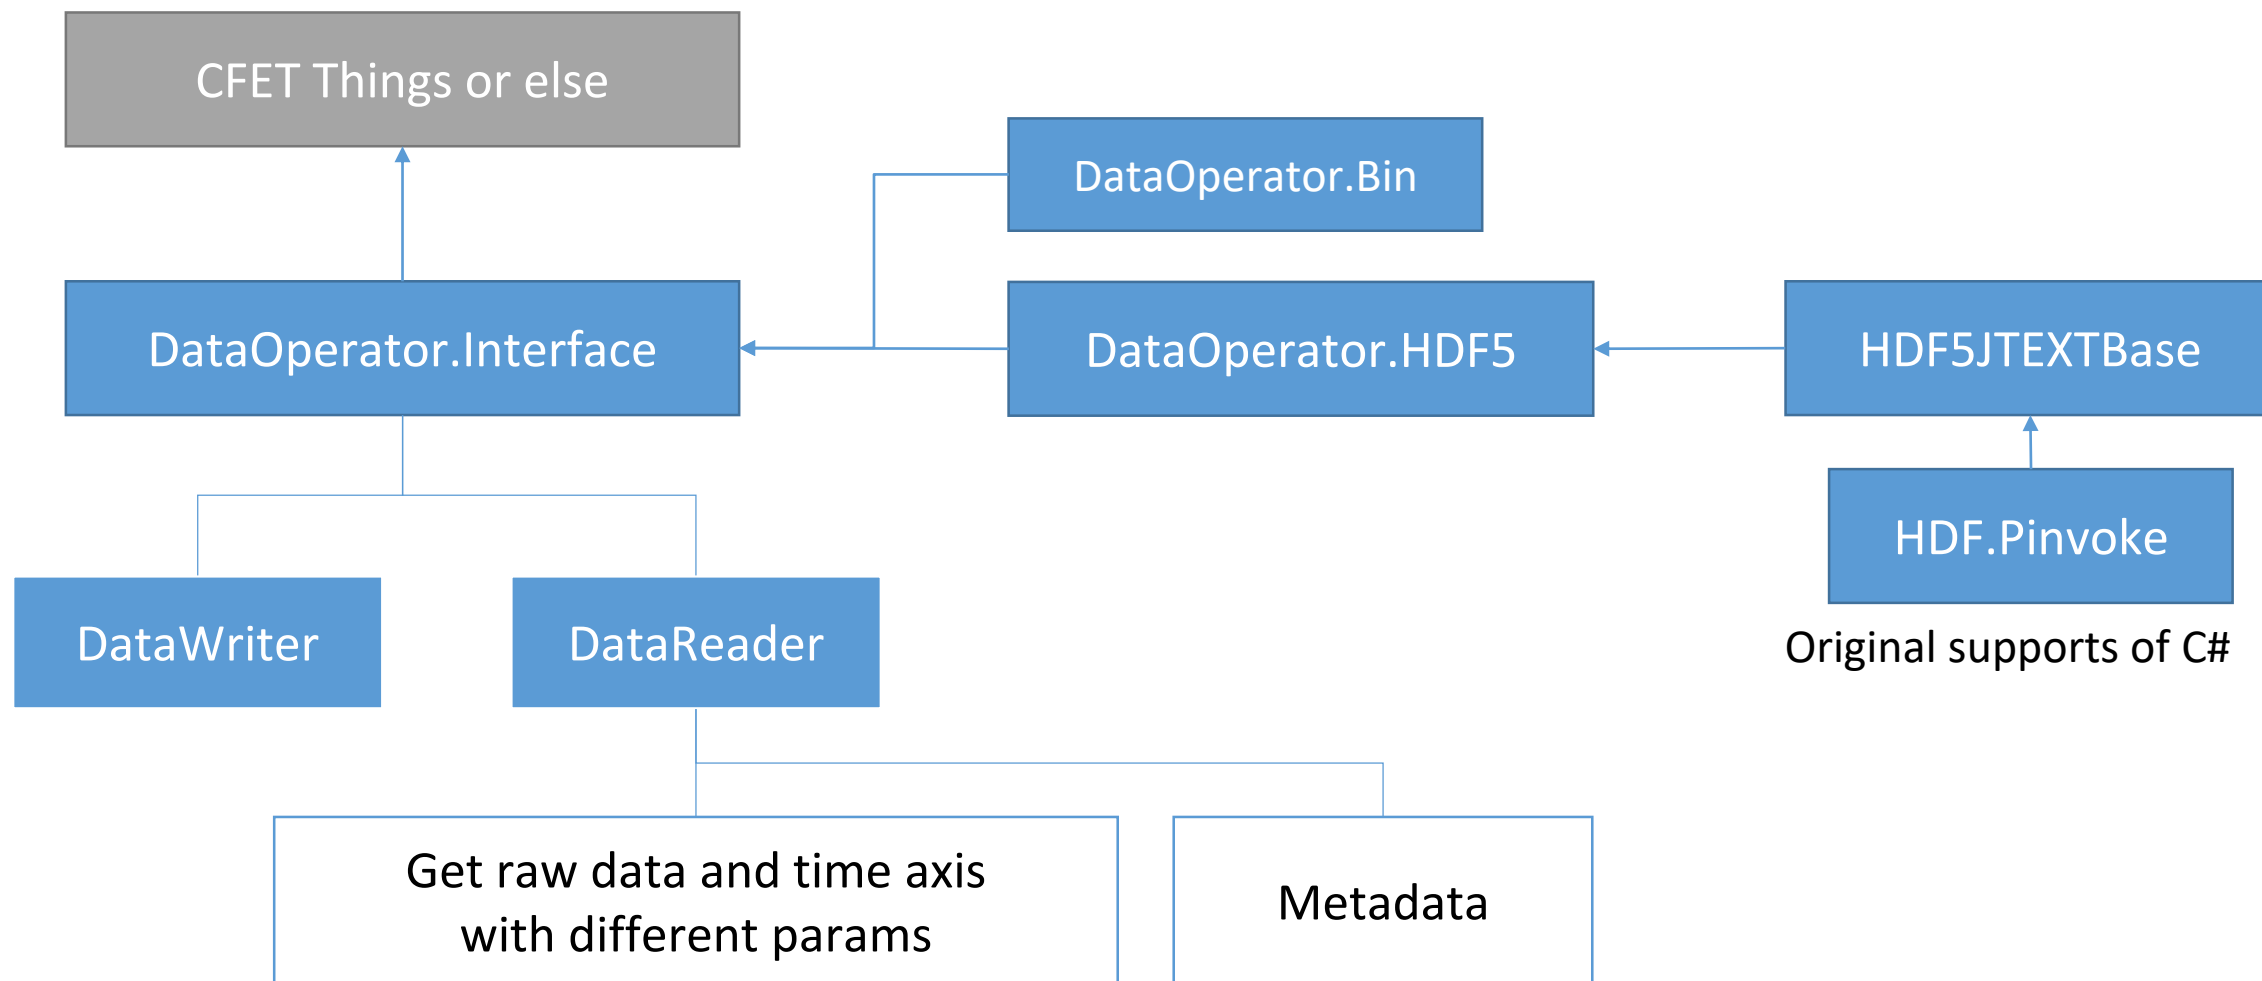 CFET Things or else
DataOperator.Bin
DataOperator.Interface
DataOperator.HDF5
HDF5JTEXTBase
HDF.Pinvoke
Original supports of C#
DataWriter
DataReader
Get raw data and time axis
with different params
Metadata